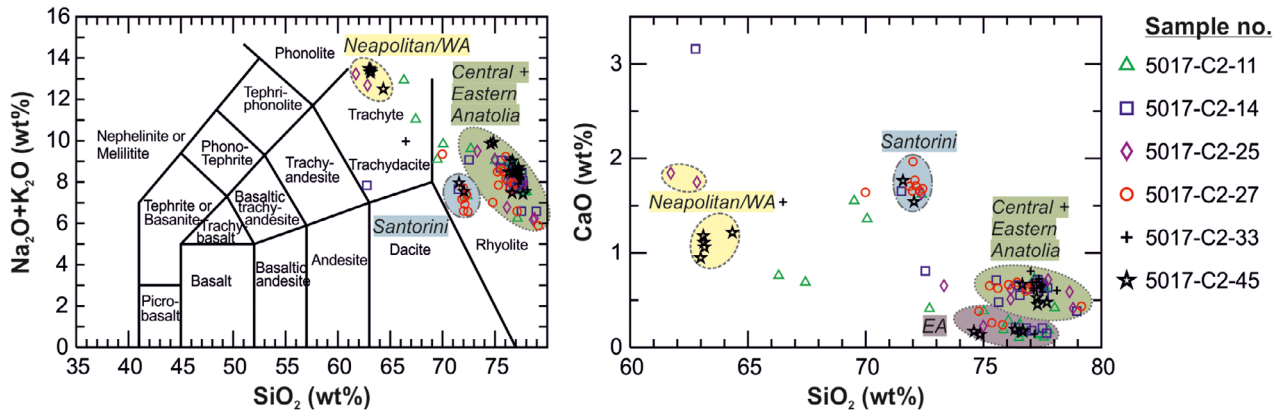 16
14
12
10
8
6
4
2
0
Na₂O+K₂O (wt%)
35 40 45 50 55 60 65 70 75
SiO₂ (wt%)
Neapolitan/WA
Phonolite
Central +
Eastern
Anatolia
Tephri-
phonolite
Trachyte
Nephelinite or
Melilitite
Phono-
Tephrite
Trachy-
andesite
Trachydacite
Tephrite or
Basanite
Basaltic
trachy-
andesite
Trachy
basalt
Santorini
Dacite
Rhyolite
Andesite
Basalt
Basaltic
andesite
Picro-
basalt
3
2
1
0
CaO (wt%)
60 65 70 75 80
SiO₂ (wt%)
Santorini
Neapolitan/WA
Central +
Eastern
Anatolia
EA
Sample no.
5017-C2-11
5017-C2-14
5017-C2-25
5017-C2-27
5017-C2-33
5017-C2-45